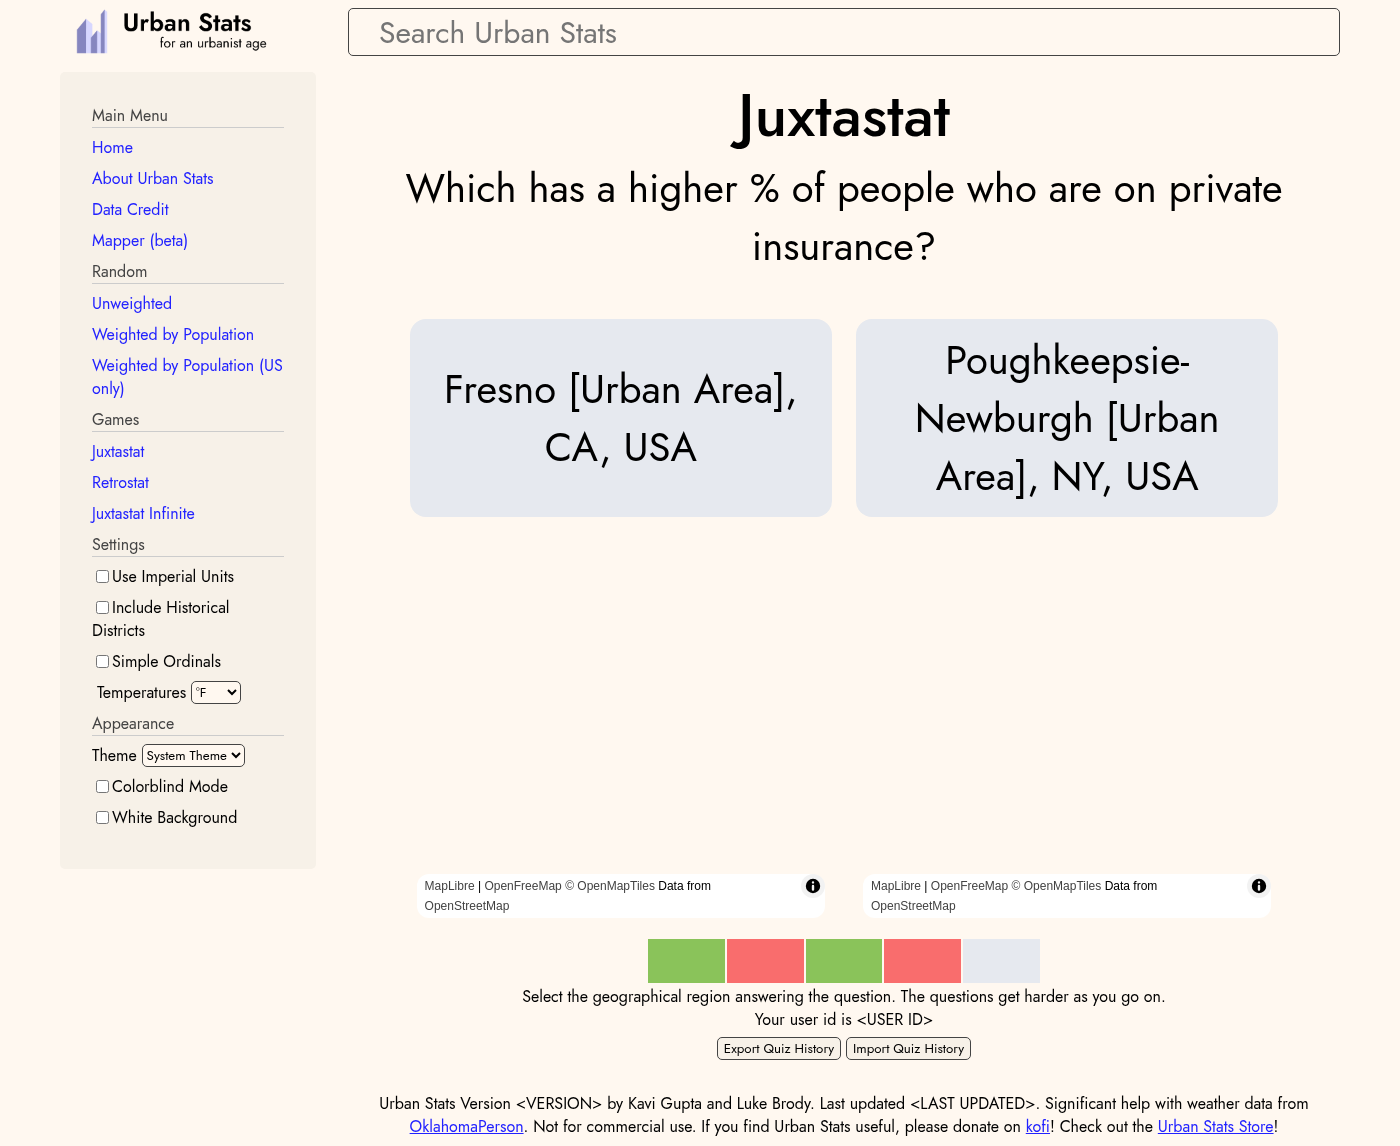 Urban Stats
for an urbanist age
Search Urban Stats
Main Menu
Home
About Urban Stats
Data Credit
Mapper (beta)
Random
Unweighted
Weighted by Population
Weighted by Population (US
only)
Games
Juxtastat
Retrostat
Juxtastat Infinite
Settings
Use Imperial Units
Include Historical
Districts
Simple Ordinals
Temperatures °F
Appearance
Theme System Theme
Colorblind Mode
White Background
Juxtastat
Which has a higher % of people who are on private
insurance?
Fresno [Urban Area],
CA, USA
Poughkeepsie-
Newburgh [Urban
Area], NY, USA
MapLibre | OpenFreeMap © OpenMapTiles Data from
OpenStreetMap
MapLibre | OpenFreeMap © OpenMapTiles Data from
OpenStreetMap
Select the geographical region answering the question. The questions get harder as you go on.
Your user id is <USER ID>
Export Quiz History Import Quiz History
Urban Stats Version <VERSION> by Kavi Gupta and Luke Brody. Last updated <LAST UPDATED>. Significant help with weather data from
OklahomaPerson. Not for commercial use. If you find Urban Stats useful, please donate on kofi! Check out the Urban Stats Store!